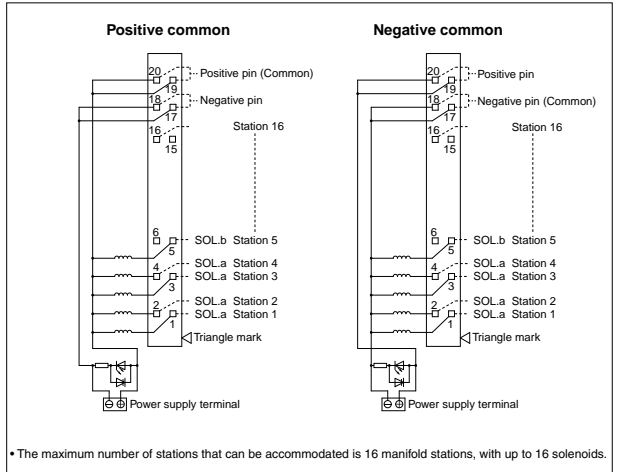 Positive common
20
Positive pin (Common)
19
18
Negative pin
17
Station 16
16
15
6
SOL.b Station 5
5
SOL.a Station 4
4
SOL.a Station 3
3
SOL.a Station 2
2
SOL.a Station 1
1
Triangle mark
⊖ ⊕ Power supply terminal
Negative common
20
Positive pin
19
18
Negative pin (Common)
17
Station 16
16
15
6
SOL.b Station 5
5
SOL.a Station 4
4
SOL.a Station 3
3
SOL.a Station 2
2
SOL.a Station 1
1
Triangle mark
⊖ ⊕ Power supply terminal
• The maximum number of stations that can be accommodated is 16 manifold stations, with up to 16 solenoids.